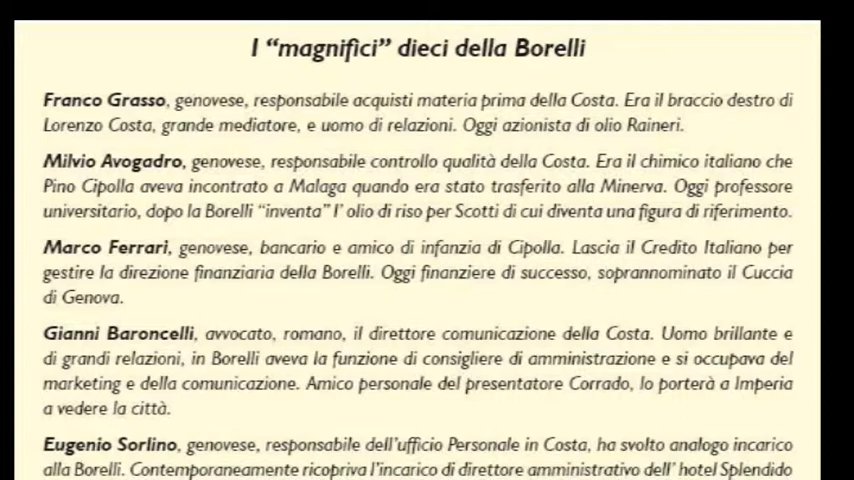 I “magnifici” dieci della Borelli
Franco Grasso, genovese, responsabile acquisti materia prima della Costa. Era il braccio destro di
Lorenzo Costa, grande mediatore, e uomo di relazioni. Oggi azionista di olio Raineri.
Milvio Avogadro, genovese, responsabile controllo qualità della Costa. Era il chimico italiano che
Pino Cipolla aveva incontrato a Malaga quando era stato trasferito alla Minerva. Oggi professore
universitario, dopo la Borelli “inventa” l’ olio di riso per Scotti di cui diventa una figura di riferimento.
Marco Ferrari, genovese, bancario e amico di infanzia di Cipolla. Lascia il Credito Italiano per
gestire la direzione finanziaria della Borelli. Oggi finanziere di successo, soprannominato il Cuccia
di Genova.
Gianni Baroncelli, avvocato, romano, il direttore comunicazione della Costa. Uomo brillante e
di grandi relazioni, in Borelli aveva la funzione di consigliere di amministrazione e si occupava del
marketing e della comunicazione. Amico personale del presentatore Corrado, lo porterà a Imperia
a vedere la città.
Eugenio Sorlino, genovese, responsabile dell’ufficio Personale in Costa, ha svolto analogo incarico
alla Borelli. Contemporaneamente ricopriva l’incarico di direttore amministrativo dell’ hotel Splendido